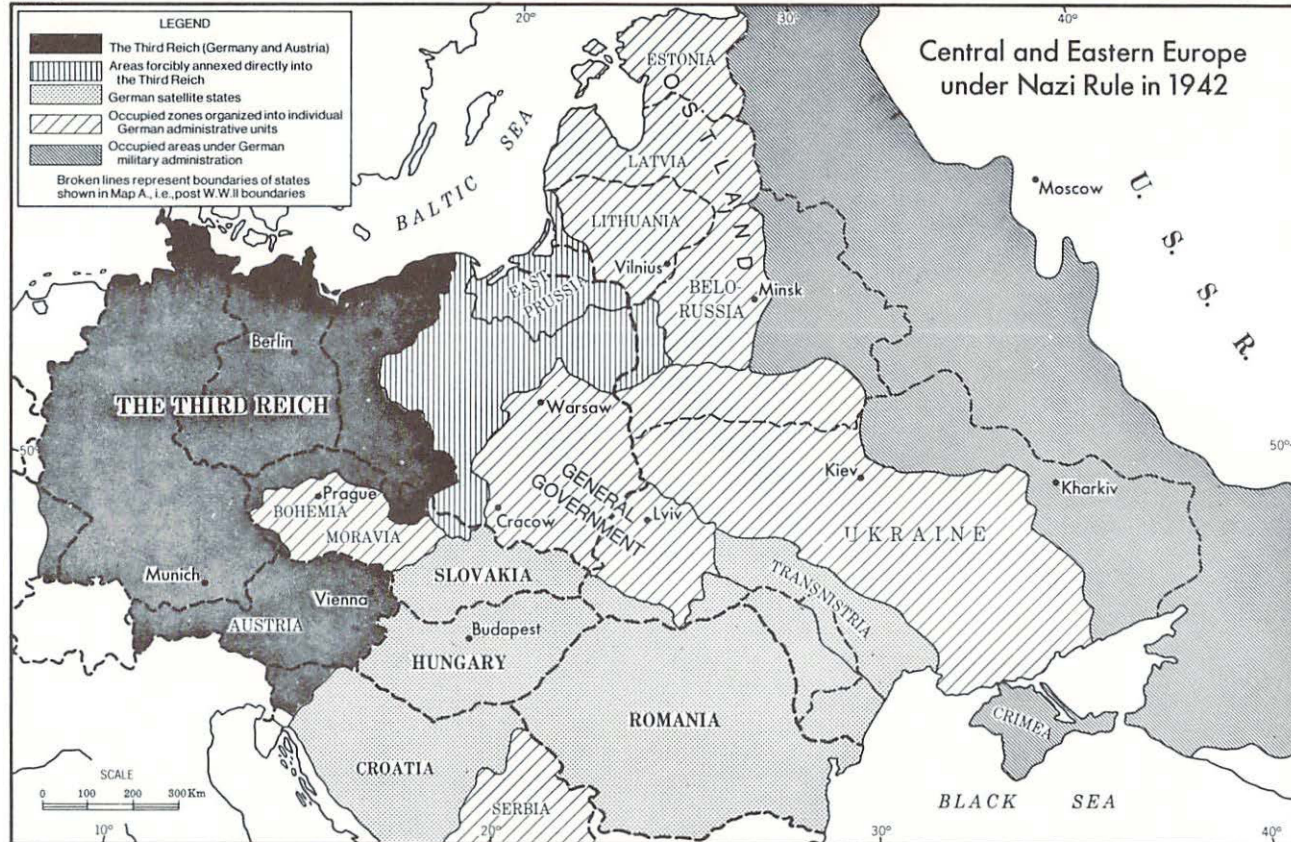 LEGEND
The Third Reich (Germany and Austria)
Areas forcibly annexed directly into
the Third Reich
German satellite states
Occupied zones organized into individual
German administrative units
Occupied areas under German
military administration
Broken lines represent boundaries of states
shown in Map A., i.e., post W.W.II boundaries
20°
30°
40°
Central and Eastern Europe
under Nazi Rule in 1942
ESTONIA
OSTLAND
BALTIC SEA
LATVIA
Moscow
U.S.S.R.
LITHUANIA
Vilnius
BELO-
RUSSIA
Minsk
EAST
PRUSSIA
Berlin
THE THIRD REICH
Warsaw
50°
50°
Kiev
Kharkiv
Prague
BOHEMIA
MORAVIA
GENERAL
GOVERNMENT
Cracow
Lviv
UKRAINE
Munich
SLOVAKIA
TRANSNISTRIA
Vienna
AUSTRIA
Budapest
HUNGARY
ROMANIA
CRIMEA
CROATIA
SCALE
0 100 200 300 Km
SERBIA
BLACK SEA
10°
20°
30°
40°